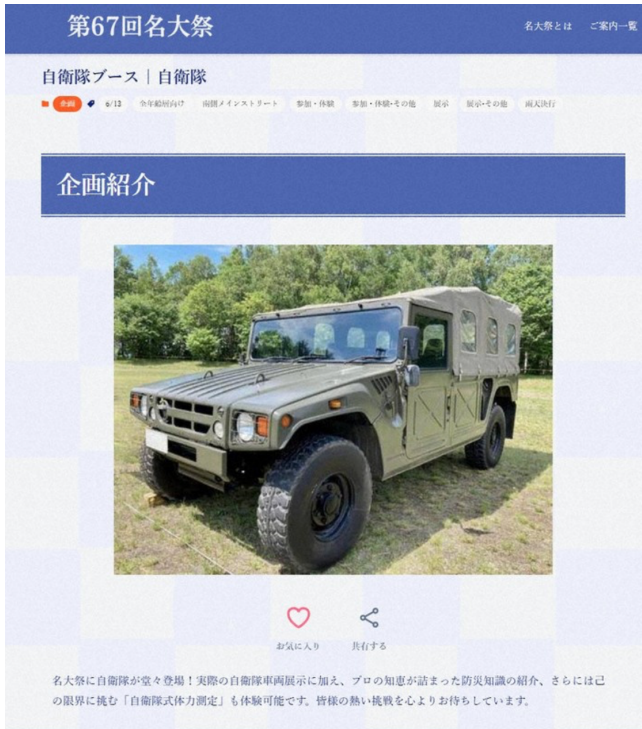 第67回名大祭
名大祭とは ご案内一覧
自衛隊ブース｜自衛隊
企画 6/13 全年齢層向け 南側メインストリート 参加・体験 参加・体験・その他 展示 展示・その他 雨天決行
企画紹介
お気に入り 共有する
名大祭に自衛隊が堂々登場！実際の自衛隊車両展示に加え、プロの知恵が詰まった防災知識の紹介、さらには己
の限界に挑む「自衛隊式体力測定」も体験可能です。皆様の熱い挑戦を心よりお待ちしています。